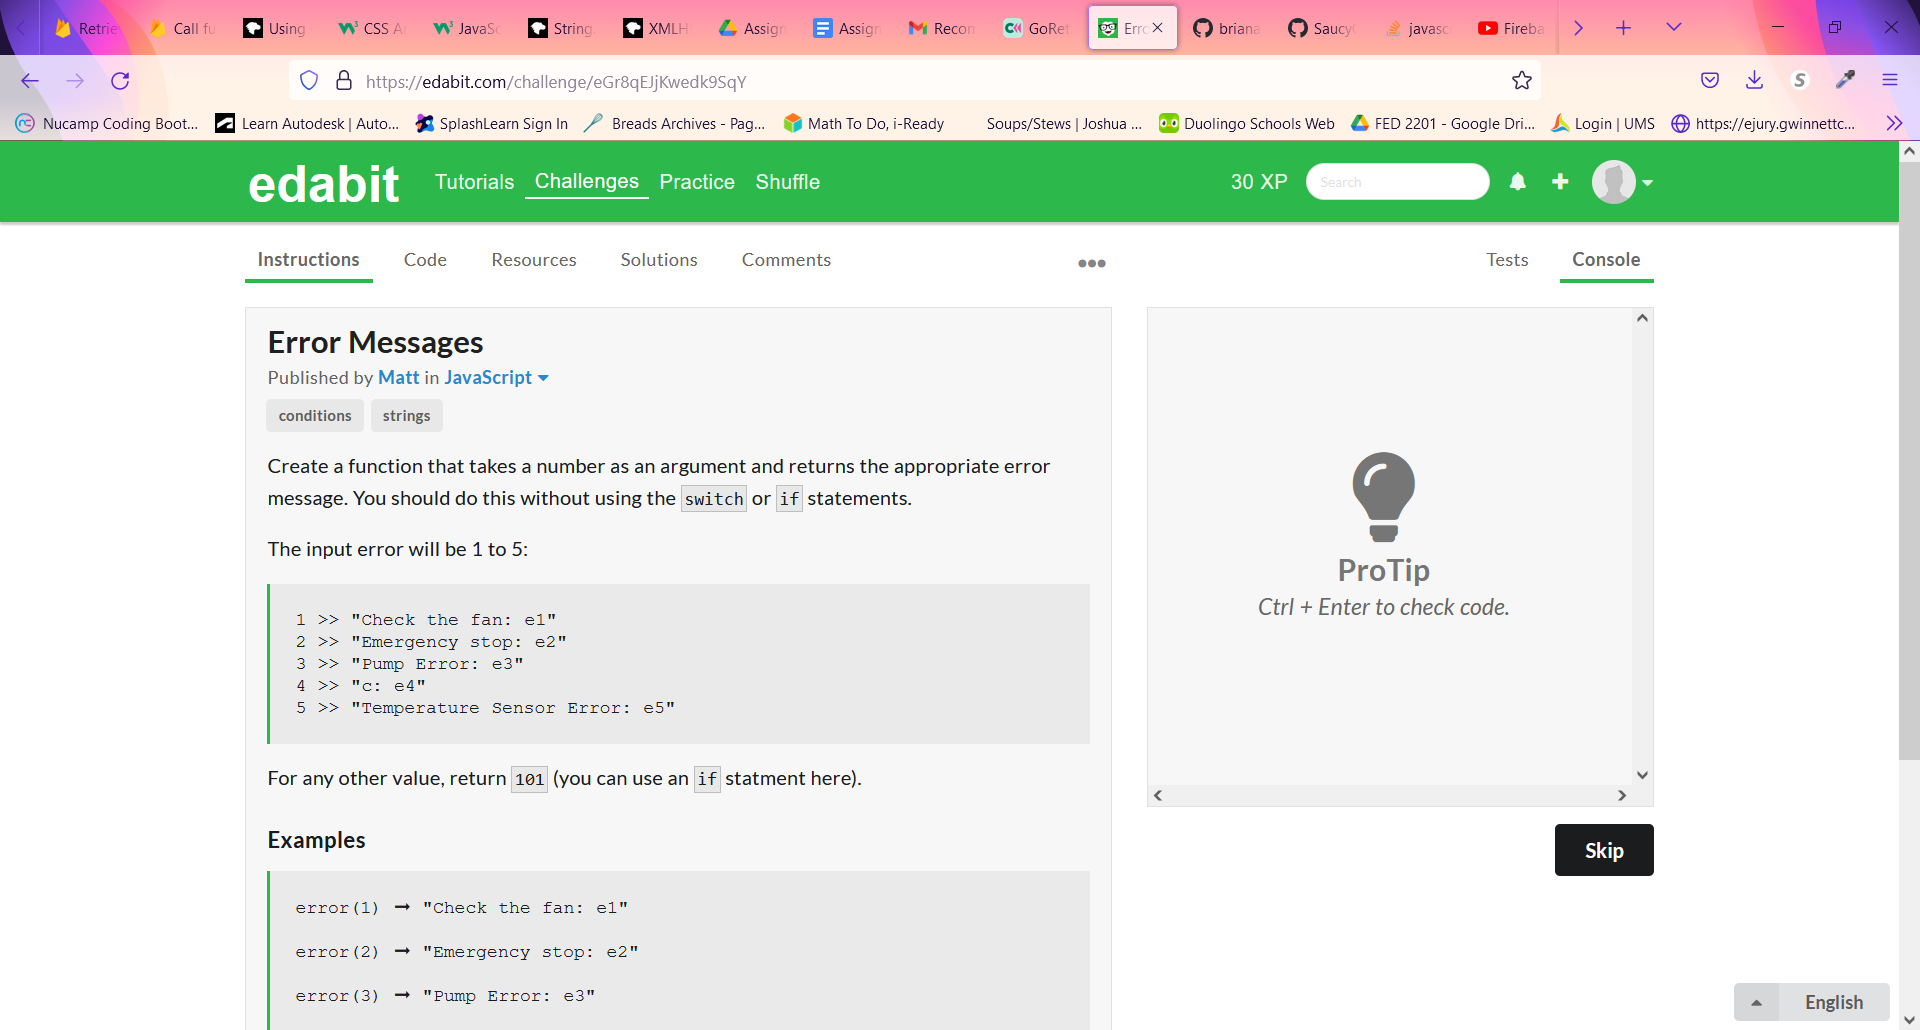 Retrie Call fu Using CSS A JavaSc String. XMLH Assign Assign Recon GoRet Erro briana Saucy javasc Fireba
https://edabit.com/challenge/eGr8qEJjKwedk9SqY
Nucamp Coding Boot... Learn Autodesk | Auto... SplashLearn Sign In Breads Archives - Pag... Math To Do, i-Ready Soups/Stews | Joshua ... Duolingo Schools Web FED 2201 - Google Dri... Login | UMS https://ejury.gwinnettc...
edabit Tutorials Challenges Practice Shuffle 30 XP Search
Instructions Code Resources Solutions Comments Tests Console
Error Messages
Published by Matt in JavaScript
conditions strings
Create a function that takes a number as an argument and returns the appropriate error
message. You should do this without using the switch or if statements.
The input error will be 1 to 5:
1 >> "Check the fan: e1"
2 >> "Emergency stop: e2"
3 >> "Pump Error: e3"
4 >> "c: e4"
5 >> "Temperature Sensor Error: e5"
For any other value, return 101 (you can use an if statment here).
Examples
error(1) ➞ "Check the fan: e1"
error(2) ➞ "Emergency stop: e2"
error(3) ➞ "Pump Error: e3"
ProTip
Ctrl + Enter to check code.
Skip
English